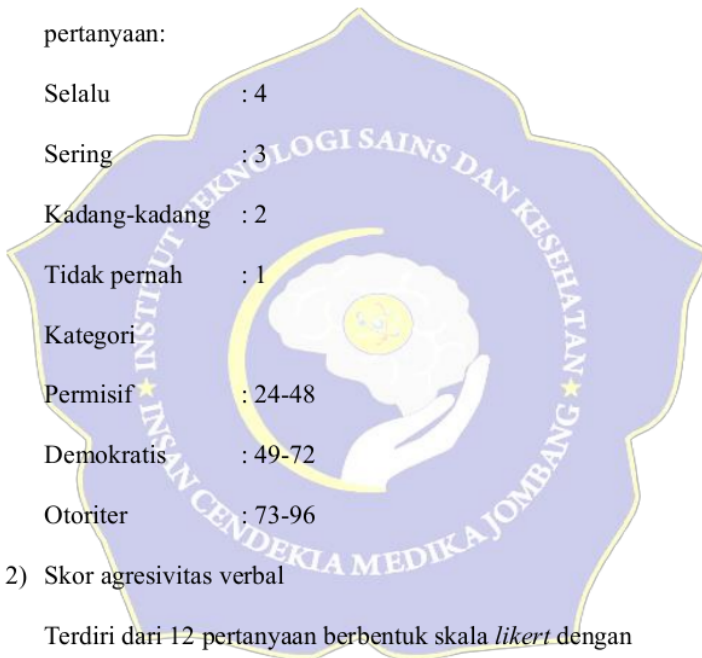 pertanyaan:
Selalu : 4
Sering : 3
Kadang-kadang : 2
Tidak pernah : 1
Kategori
Permisif : 24-48
Demokratis : 49-72
Otoriter : 73-96
2) Skor agresivitas verbal
Terdiri dari 12 pertanyaan berbentuk skala likert dengan
INSTITUT TEKNOLOGI SAINS DAN KESEHATAN
INSAN CENDEKIA MEDIKA JOMBANG